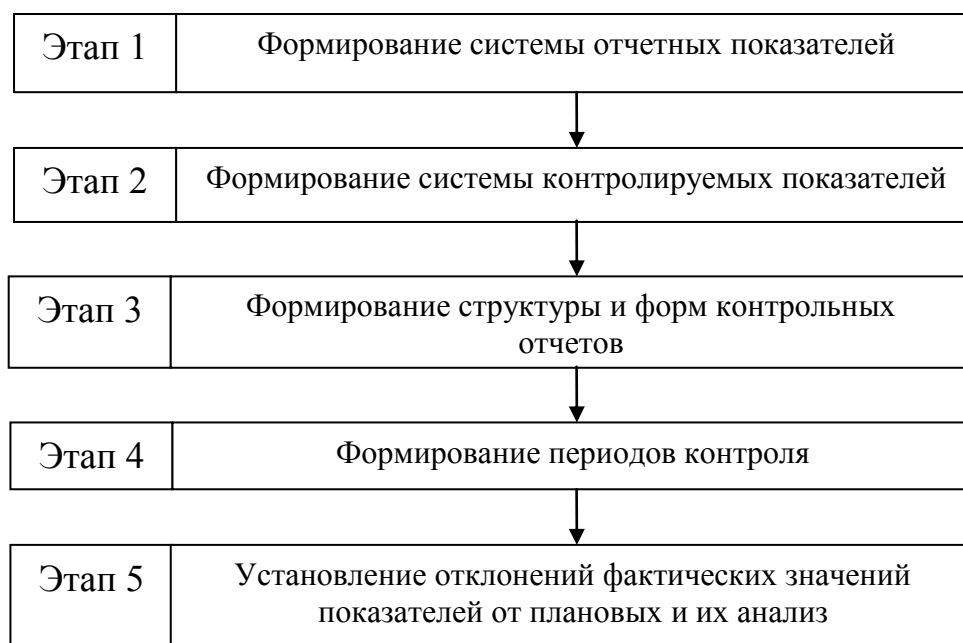 Этап 1
Формирование системы отчетных показателей
Этап 2
Формирование системы контролируемых показателей
Этап 3
Формирование структуры и форм контрольных
отчетов
Этап 4
Формирование периодов контроля
Этап 5
Установление отклонений фактических значений
показателей от плановых и их анализ